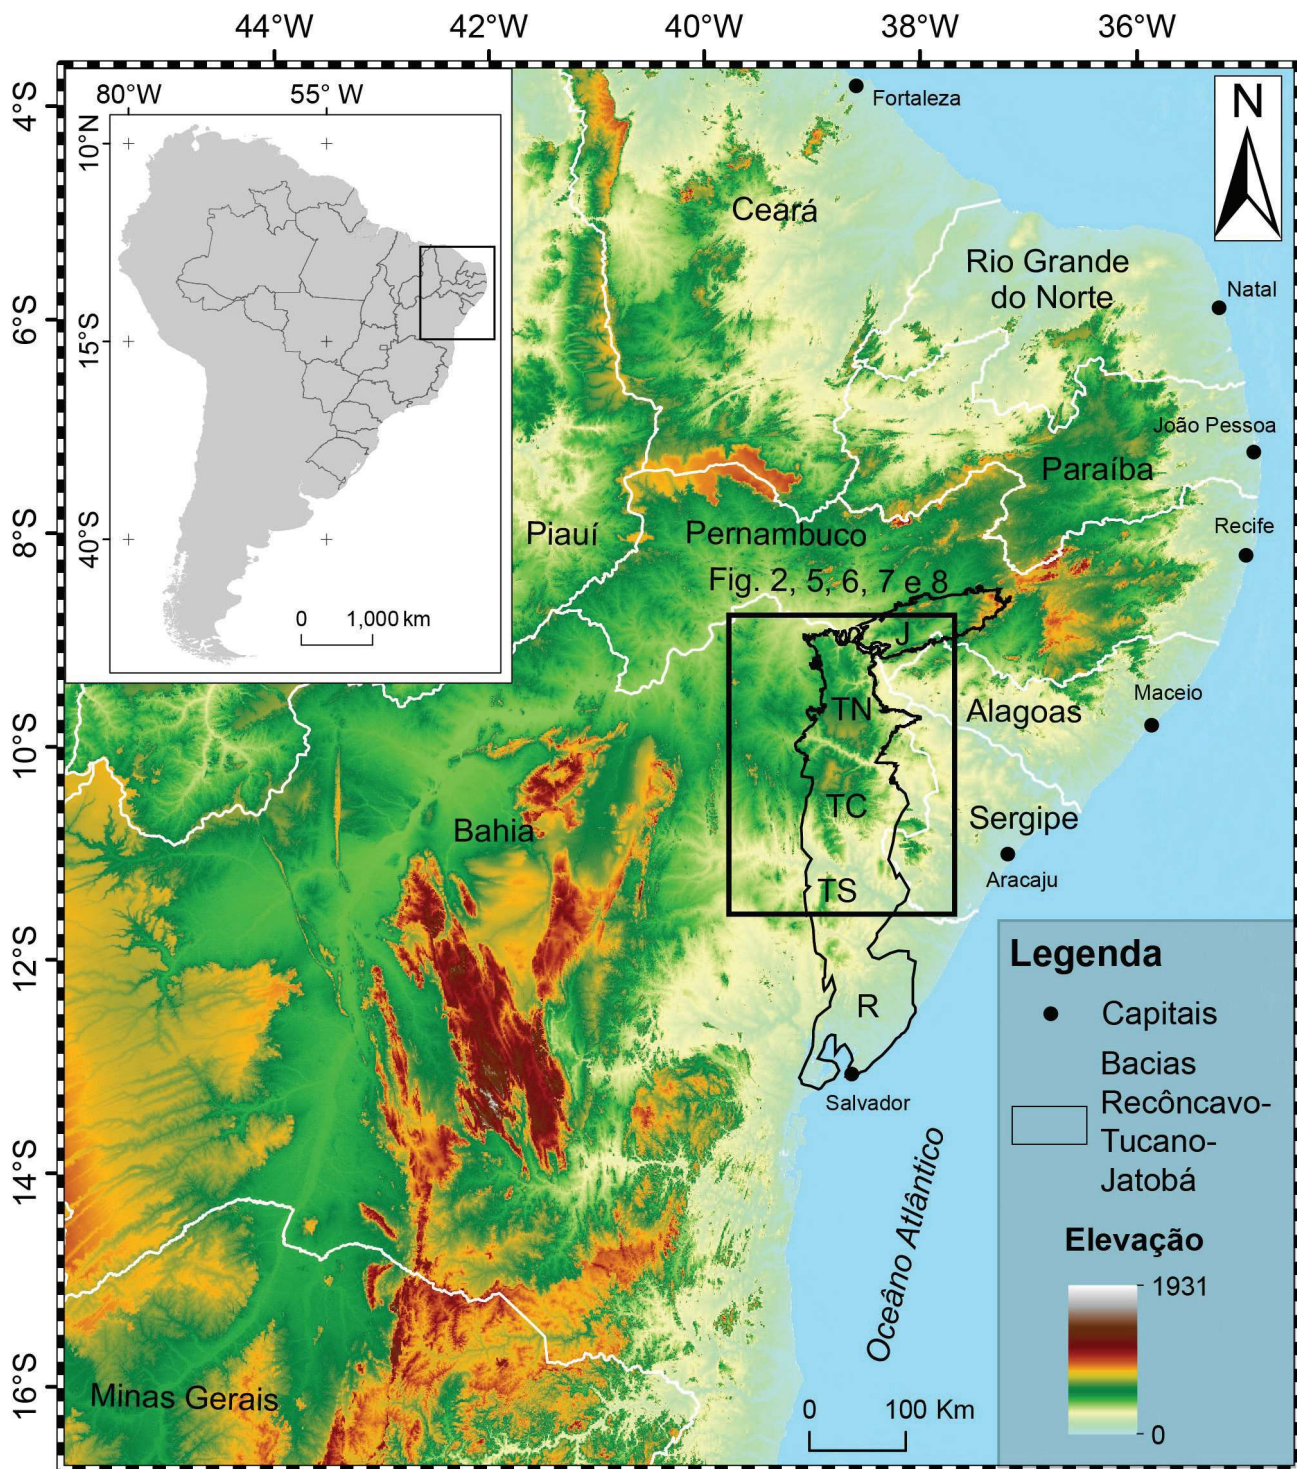 44°W
42°W
40°W
38°W
36°W
4°S
6°S
8°S
10°S
12°S
14°S
16°S
80°W
55° W
10°N
15°S
40°S
0
1,000 km
N
Fortaleza
Ceará
Rio Grande
do Norte
Natal
João Pessoa
Paraíba
Recife
Piauí
Pernambuco
Fig. 2, 5, 6, 7 e 8
J
TN
Alagoas
Maceio
TC
Sergipe
Bahia
TS
Aracaju
R
Salvador
Oceâno Atlântico
Minas Gerais
0
100 Km
Legenda
Capitais
Bacias
Recôncavo-
Tucano-
Jatobá
Elevação
1931
0